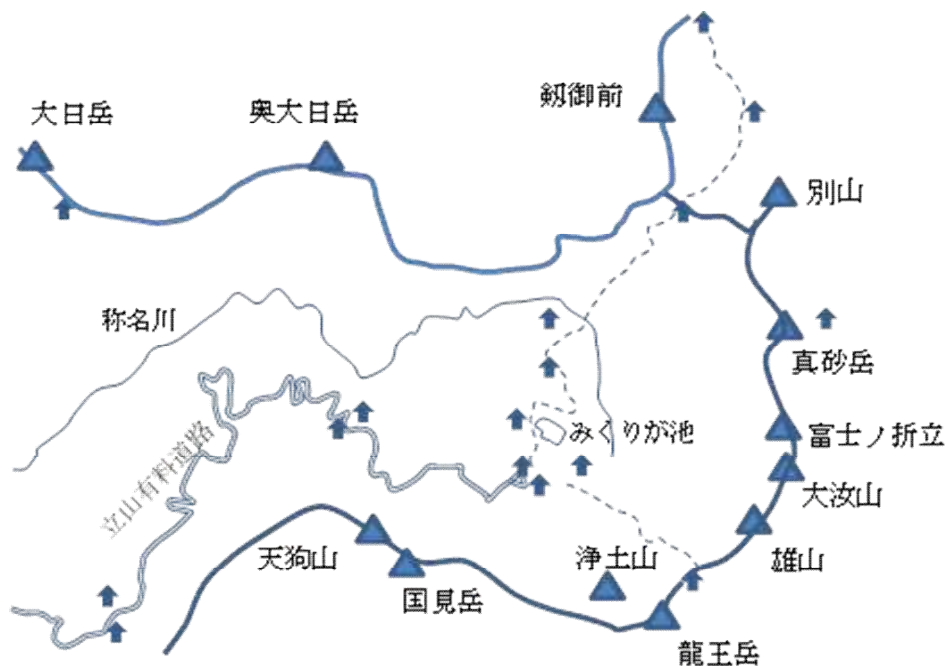 剱御前
大日岳
奥大日岳
別山
称名川
真砂岳
みくりが池
富士ノ折立
立山有料道路
大汝山
天狗山
浄土山
雄山
国見岳
龍王岳